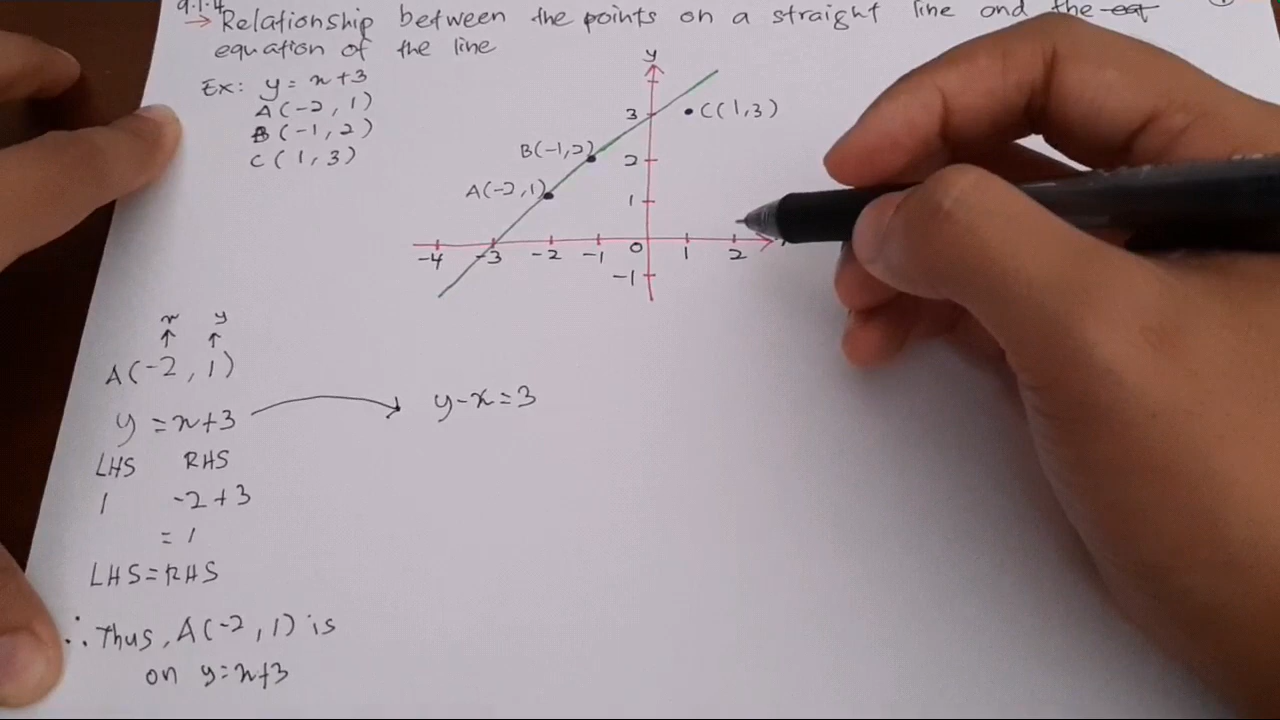 9.1.4
→ Relationship between the points on a straight line and the eq
equation of the line
Ex: y = x+3
A(-2, 1)
B(-1, 2)
C(1, 3)
y
3
2
1
0
-1
-4 -3 -2 -1 1 2
B(-1,2)
A(-2,1)
C(1,3)
x y
↑ ↑
A(-2, 1)
y = x+3 → y-x=3
LHS RHS
1 -2+3
= 1
LHS=RHS
∴ Thus, A(-2, 1) is
on y=x+3